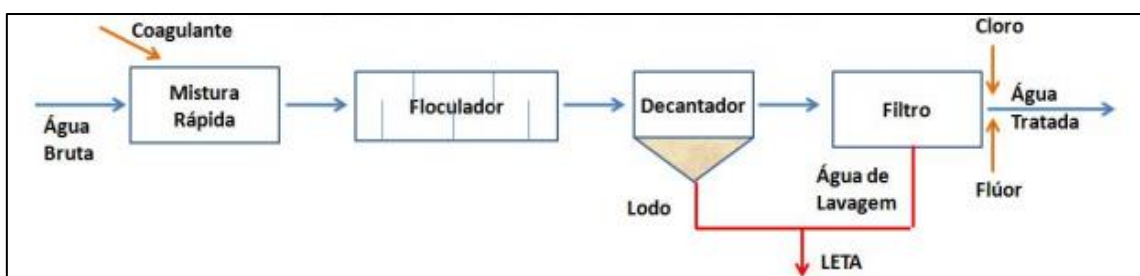 Coagulante
Cloro
Mistura
Rápida
Floculador
Decantador
Filtro
Água
Tratada
Água
Bruta
Água de
Lavagem
Flúor
Lodo
LETA